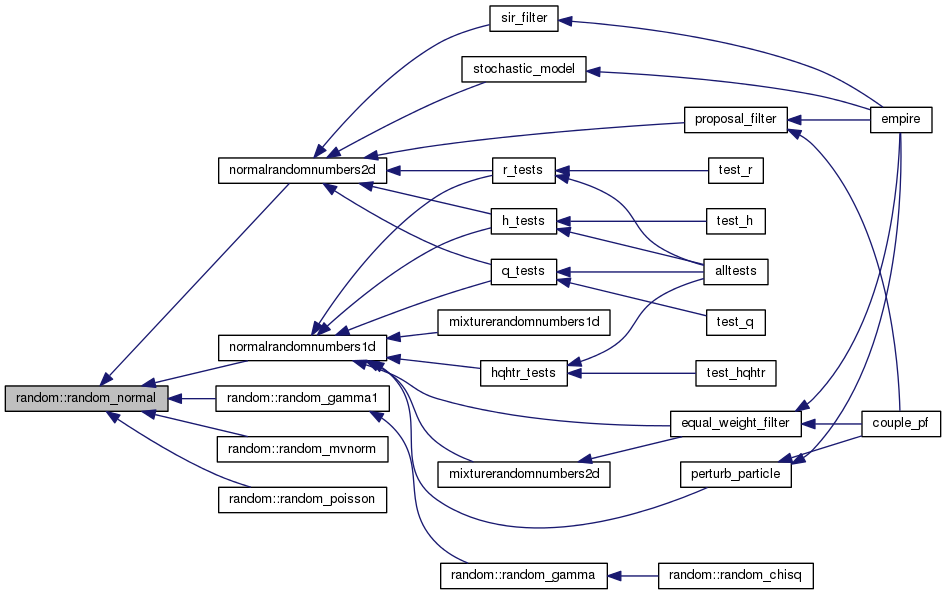 sir_filter
stochastic_model
proposal_filter
empire
normalrandomnumbers2d
r_tests
test_r
h_tests
test_h
q_tests
alltests
mixturerandomnumbers1d
test_q
normalrandomnumbers1d
hqhtr_tests
test_hqhtr
random::random_normal
random::random_gamma1
equal_weight_filter
couple_pf
random::random_mvnorm
mixturerandomnumbers2d
perturb_particle
random::random_poisson
random::random_gamma
random::random_chisq